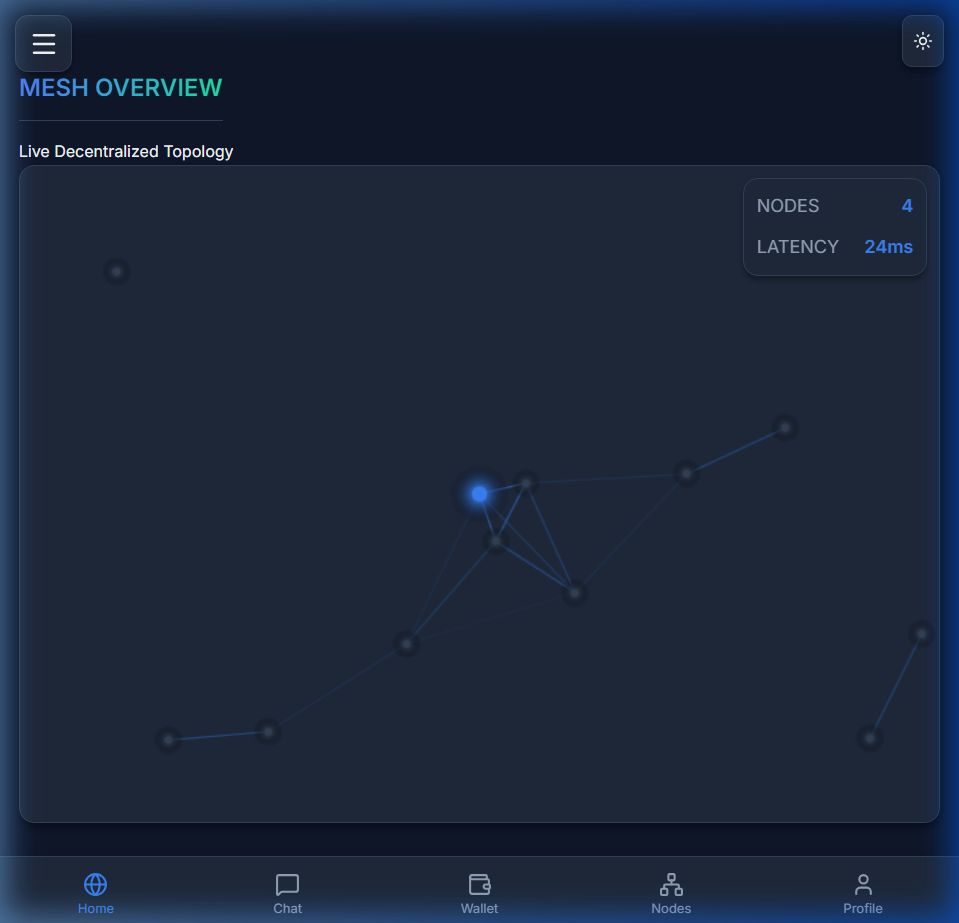 MESH OVERVIEW
Live Decentralized Topology
NODES 4
LATENCY 24ms
Home Chat Wallet Nodes Profile